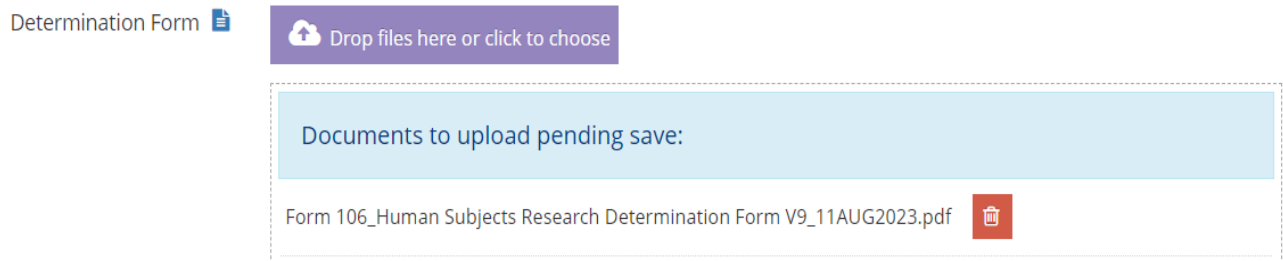 Determination Form
Drop files here or click to choose
Documents to upload pending save:
Form 106_Human Subjects Research Determination Form V9_11AUG2023.pdf